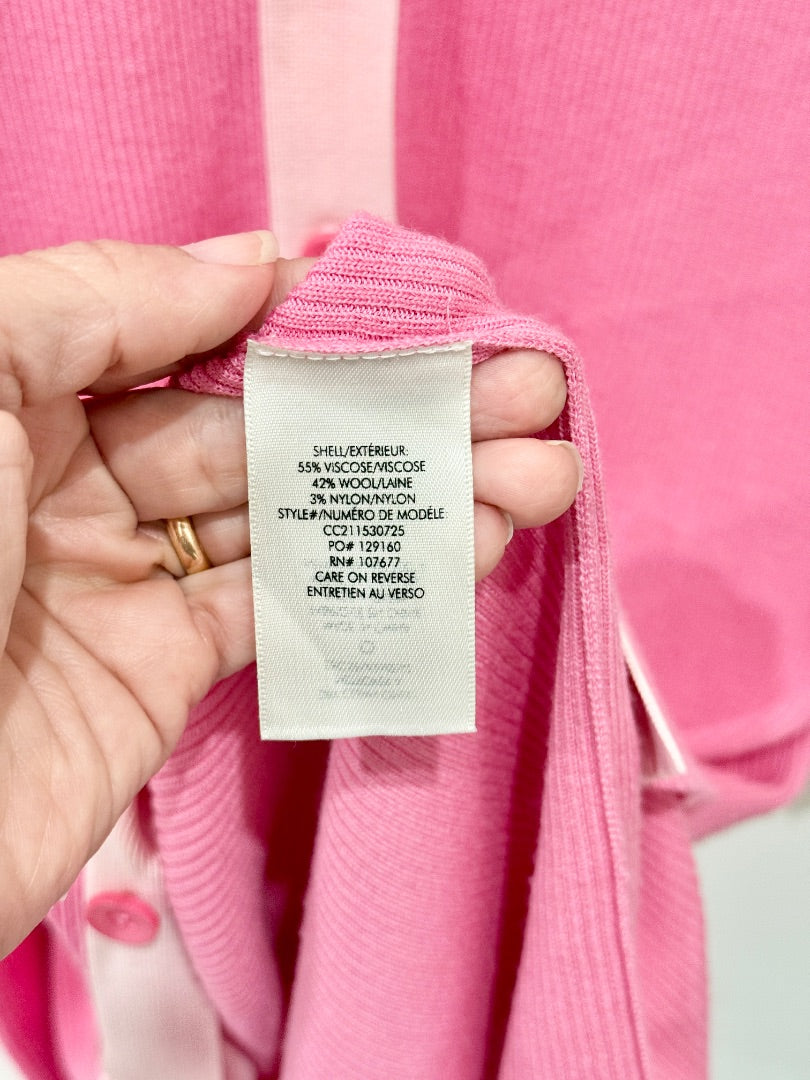 SHELL/EXTÉRIEUR:
55% VISCOSE/VISCOSE
42% WOOL/LAINE
3% NYLON/NYLON
STYLE#/NUMÉRO DE MODÉLE
CC211530725
PO# 129160
RN# 107677
CARE ON REVERSE
ENTRETIEN AU VERSO